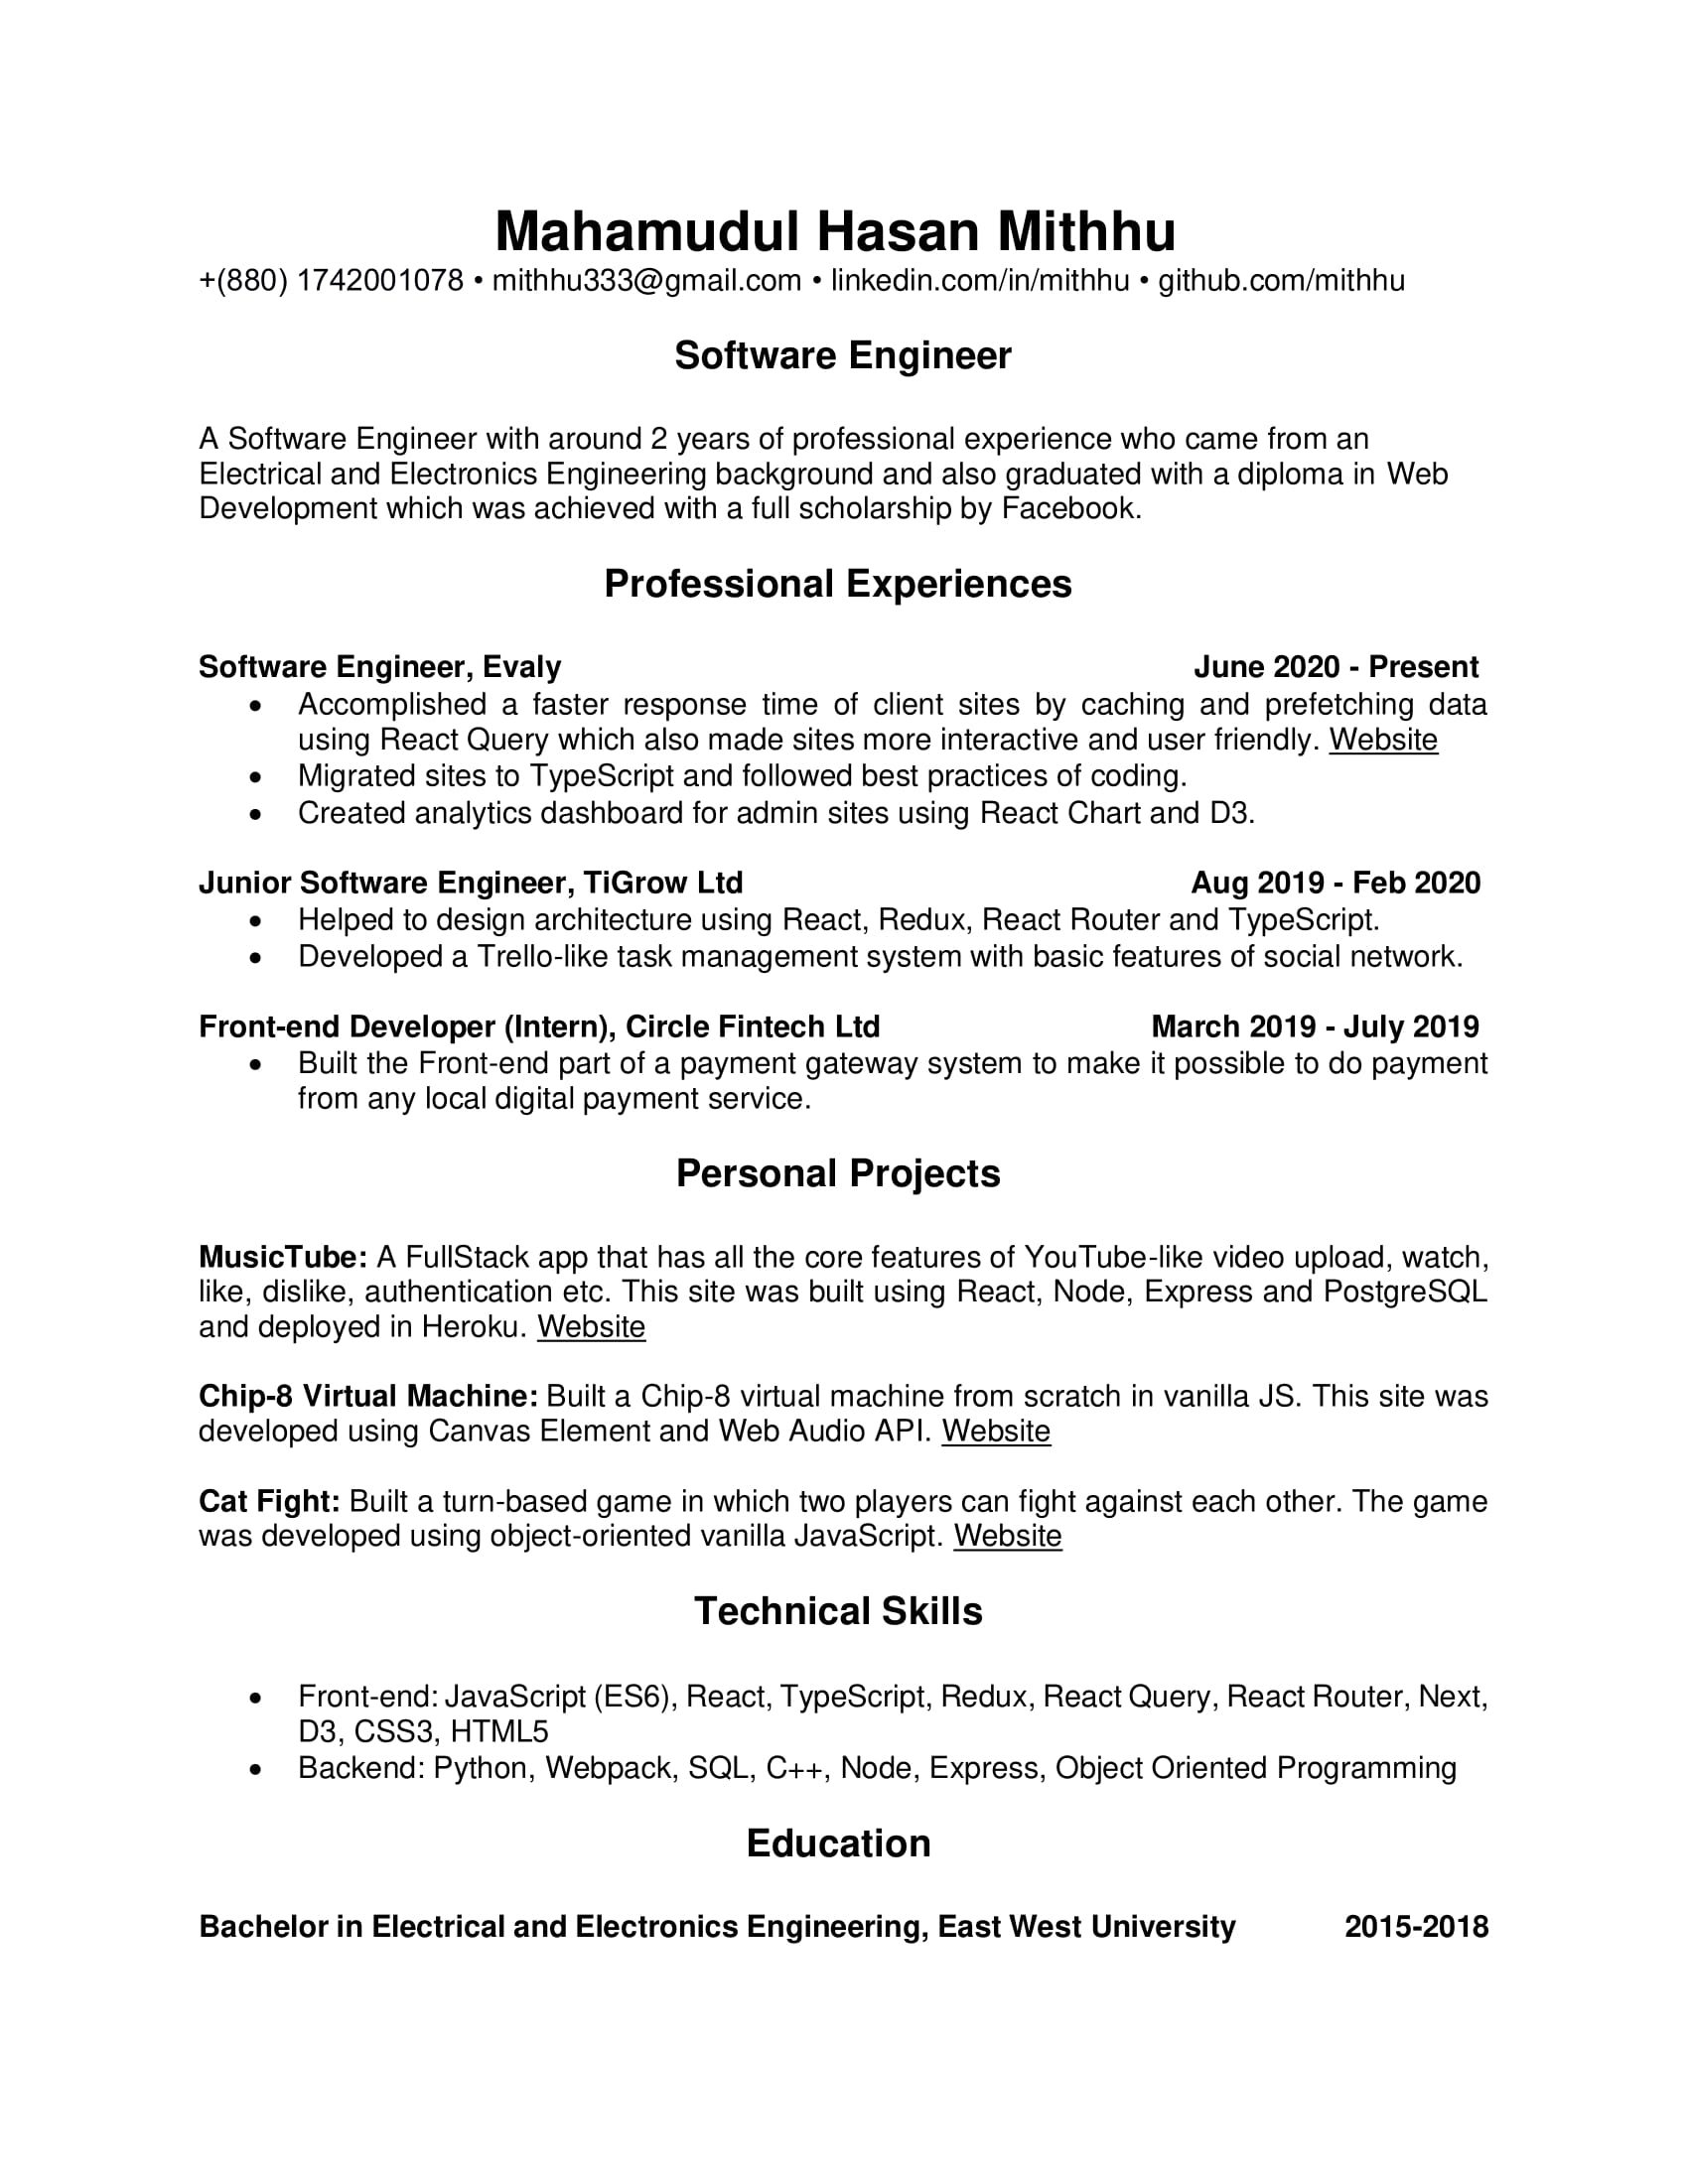 Mahamudul Hasan Mithhu
+(880) 1742001078 • mithhu333@gmail.com • linkedin.com/in/mithhu • github.com/mithhu
Software Engineer
A Software Engineer with around 2 years of professional experience who came from an
Electrical and Electronics Engineering background and also graduated with a diploma in Web
Development which was achieved with a full scholarship by Facebook.
Professional Experiences
Software Engineer, Evaly June 2020 - Present
• Accomplished a faster response time of client sites by caching and prefetching data
using React Query which also made sites more interactive and user friendly. Website
• Migrated sites to TypeScript and followed best practices of coding.
• Created analytics dashboard for admin sites using React Chart and D3.
Junior Software Engineer, TiGrow Ltd Aug 2019 - Feb 2020
• Helped to design architecture using React, Redux, React Router and TypeScript.
• Developed a Trello-like task management system with basic features of social network.
Front-end Developer (Intern), Circle Fintech Ltd March 2019 - July 2019
• Built the Front-end part of a payment gateway system to make it possible to do payment
from any local digital payment service.
Personal Projects
MusicTube: A FullStack app that has all the core features of YouTube-like video upload, watch,
like, dislike, authentication etc. This site was built using React, Node, Express and PostgreSQL
and deployed in Heroku. Website
Chip-8 Virtual Machine: Built a Chip-8 virtual machine from scratch in vanilla JS. This site was
developed using Canvas Element and Web Audio API. Website
Cat Fight: Built a turn-based game in which two players can fight against each other. The game
was developed using object-oriented vanilla JavaScript. Website
Technical Skills
• Front-end: JavaScript (ES6), React, TypeScript, Redux, React Query, React Router, Next,
D3, CSS3, HTML5
• Backend: Python, Webpack, SQL, C++, Node, Express, Object Oriented Programming
Education
Bachelor in Electrical and Electronics Engineering, East West University 2015-2018